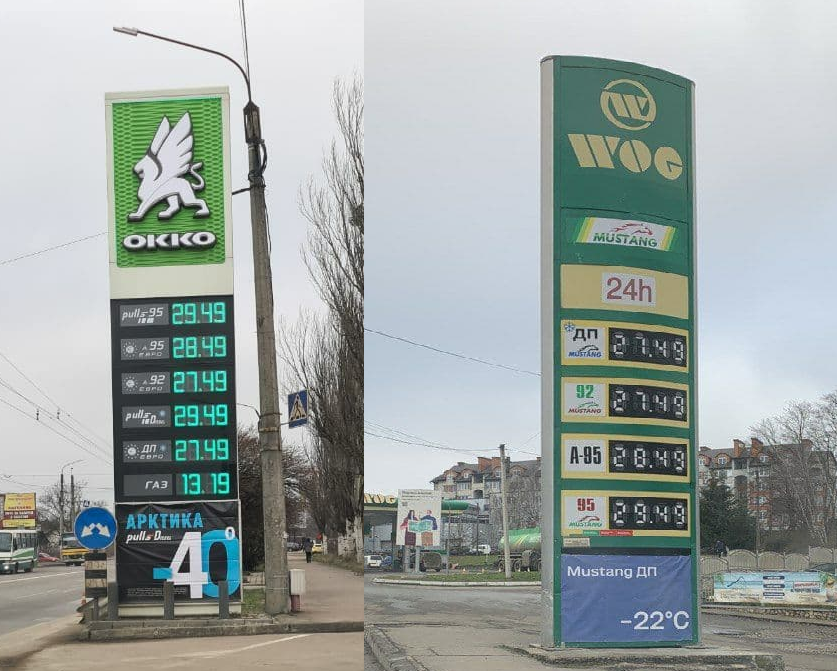 OKKO
pulls 95 29.49
А 95 ЄВРО 28.49
А 92 ЄВРО 27.49
pulls Diesel 29.49
ДП ЄВРО 27.49
ГАЗ 13.19
АРКТИКА
pulls Diesel
-40°
WOG
MUSTANG
24h
ДП
MUSTANG
92
MUSTANG
А-95
95
MUSTANG
Mustang ДП
-22°C